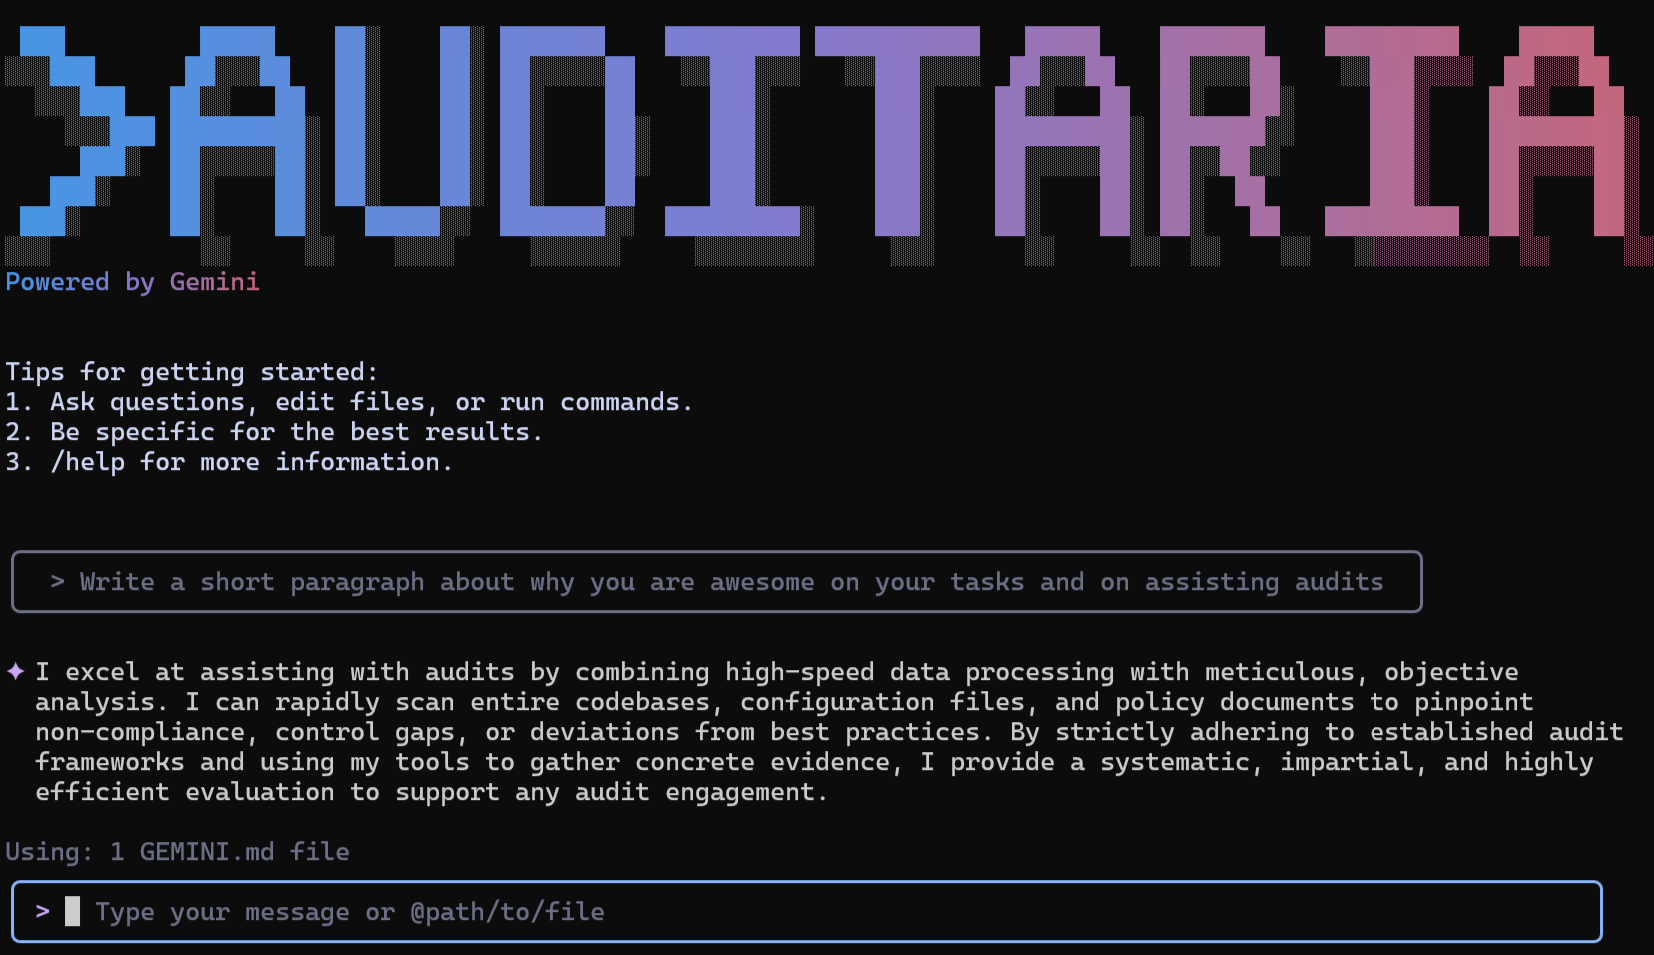 >AUDITARIA
Powered by Gemini
Tips for getting started:
1. Ask questions, edit files, or run commands.
2. Be specific for the best results.
3. /help for more information.
> Write a short paragraph about why you are awesome on your tasks and on assisting audits
✦ I excel at assisting with audits by combining high-speed data processing with meticulous, objective
analysis. I can rapidly scan entire codebases, configuration files, and policy documents to pinpoint
non-compliance, control gaps, or deviations from best practices. By strictly adhering to established audit
frameworks and using my tools to gather concrete evidence, I provide a systematic, impartial, and highly
efficient evaluation to support any audit engagement.
Using: 1 GEMINI.md file
> Type your message or @path/to/file